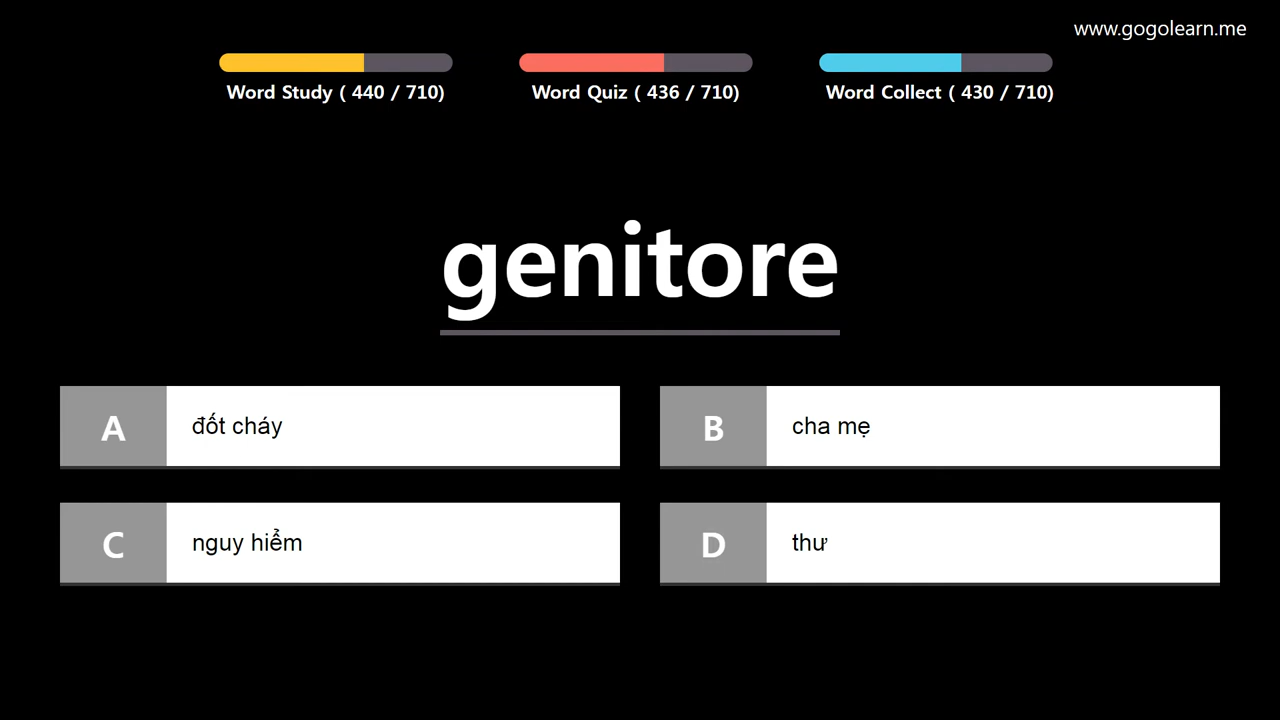 www.gogolearn.me
Word Study ( 440 / 710)
Word Quiz ( 436 / 710)
Word Collect ( 430 / 710)
genitore
A đốt cháy
B cha mẹ
C nguy hiểm
D thư